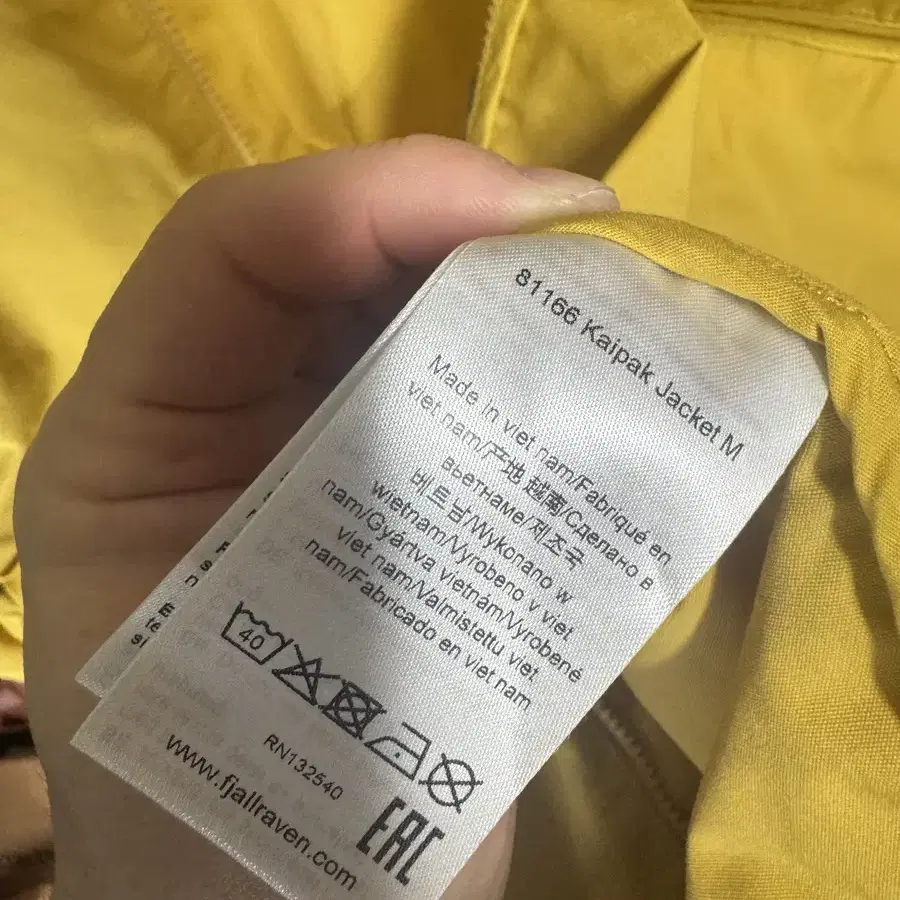 81166 Kaipak Jacket M
Made in viet nam/Fabriqué en
viet nam/产地 越南/Сделано в
вьетнаме/제조국
베트남/Wykonano w
wietnam/Vyrobeno v viet
nam/Gyártva vietnám/Vyrobené
viet nam/Valmistettu viet
nam/Fabricado en viet nam
40
RN132540
EAC
www.fjallraven.com